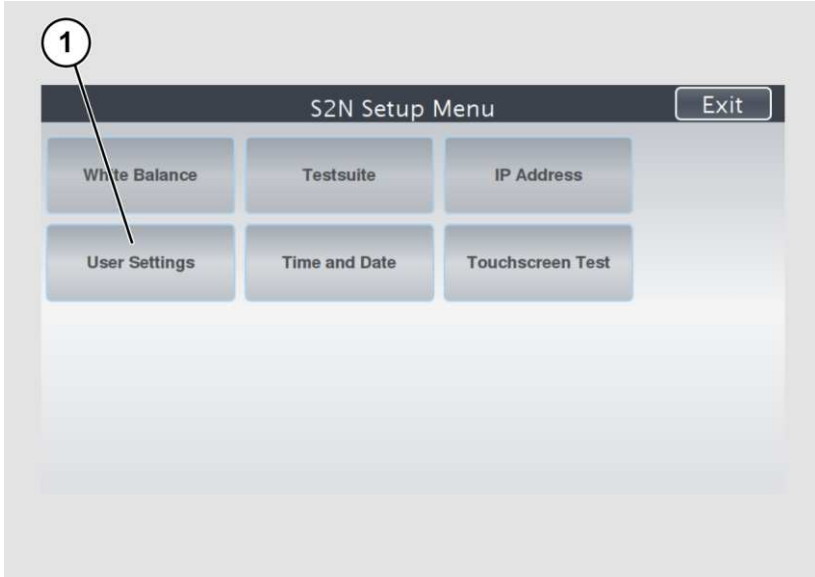 1
S2N Setup Menu
Exit
White Balance
Testsuite
IP Address
User Settings
Time and Date
Touchscreen Test